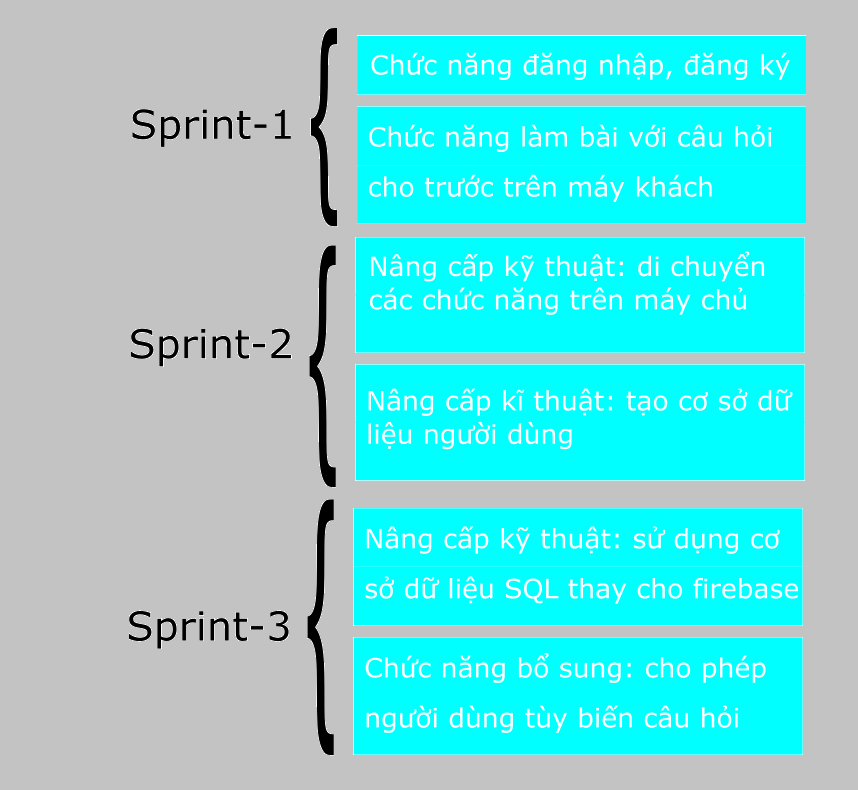 Sprint-1
Chức năng đăng nhập, đăng ký
Chức năng làm bài với câu hỏi
cho trước trên máy khách
Sprint-2
Nâng cấp kỹ thuật: di chuyển
các chức năng trên máy chủ
Nâng cấp kĩ thuật: tạo cơ sở dữ
liệu người dùng
Sprint-3
Nâng cấp kỹ thuật: sử dụng cơ
sở dữ liệu SQL thay cho firebase
Chức năng bổ sung: cho phép
người dùng tùy biến câu hỏi